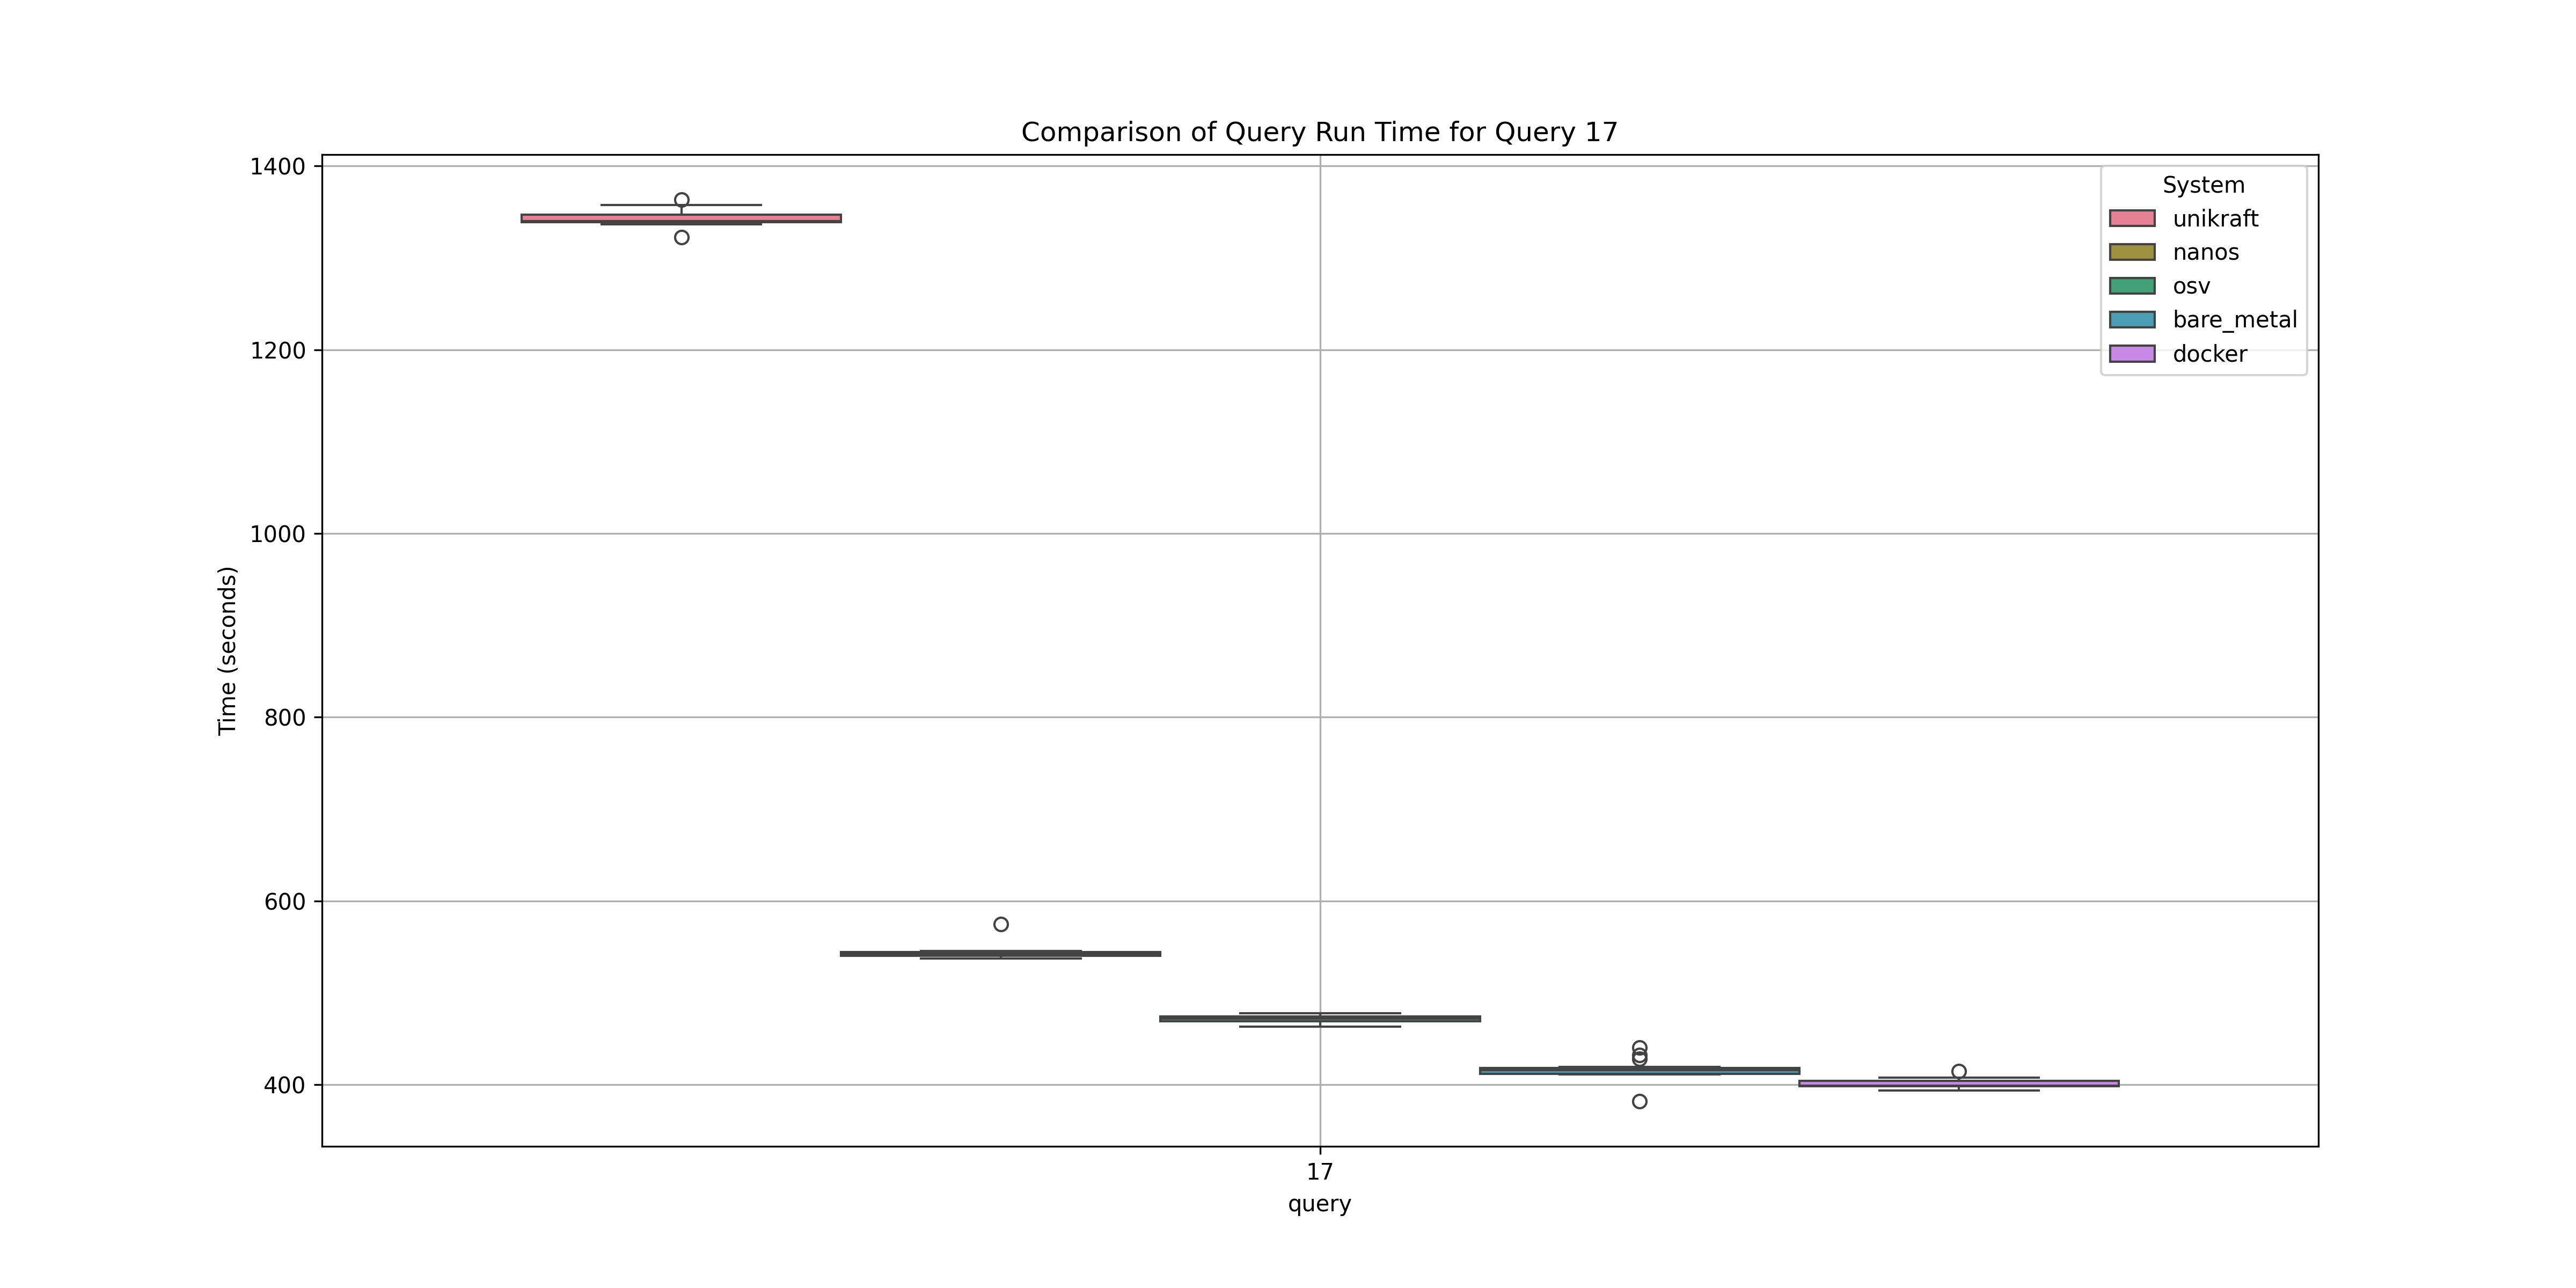 Comparison of Query Run Time for Query 17
1400
1200
1000
800
600
400
Time (seconds)
System
unikraft
nanos
osv
bare_metal
docker
17
query